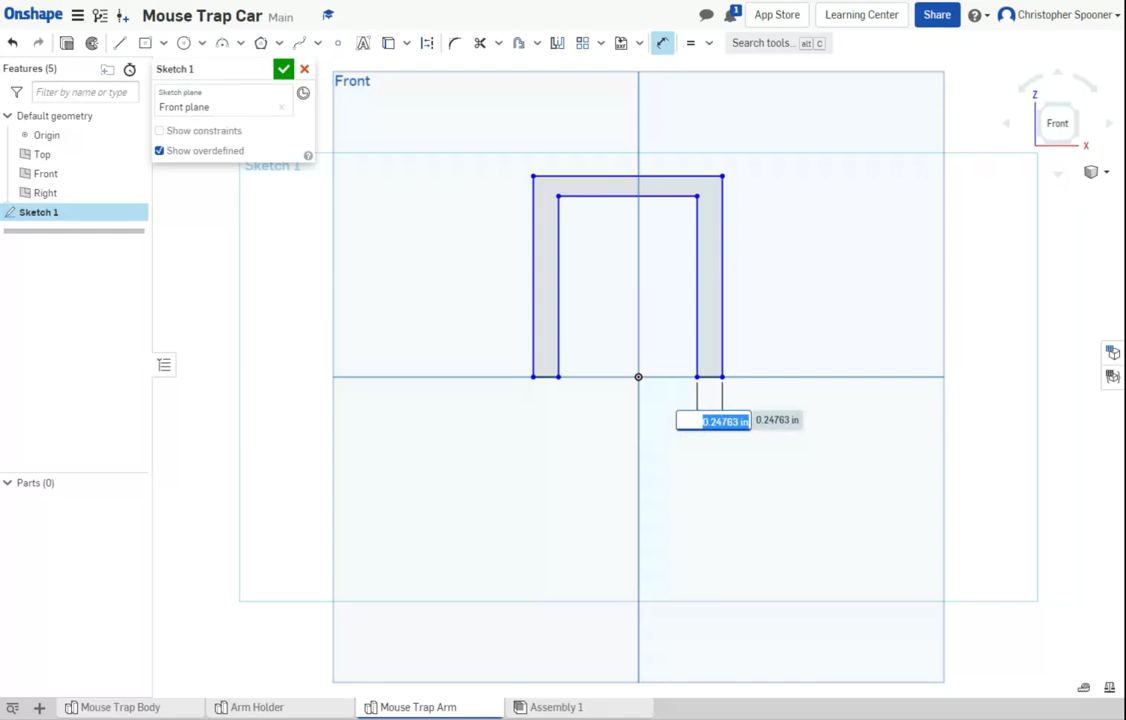 Onshape
Mouse Trap Car Main
1
App Store
Learning Center
Share
Christopher Spooner
Search tools... alt C
Features (5)
Filter by name or type
Default geometry
Origin
Top
Front
Right
Sketch 1
Sketch 1
Sketch plane
Front plane
Show constraints
Show overdefined
Front
Sketch 1
Z
Front
X
0.24763 in
0.24763 in
Parts (0)
Mouse Trap Body
Arm Holder
Mouse Trap Arm
Assembly 1